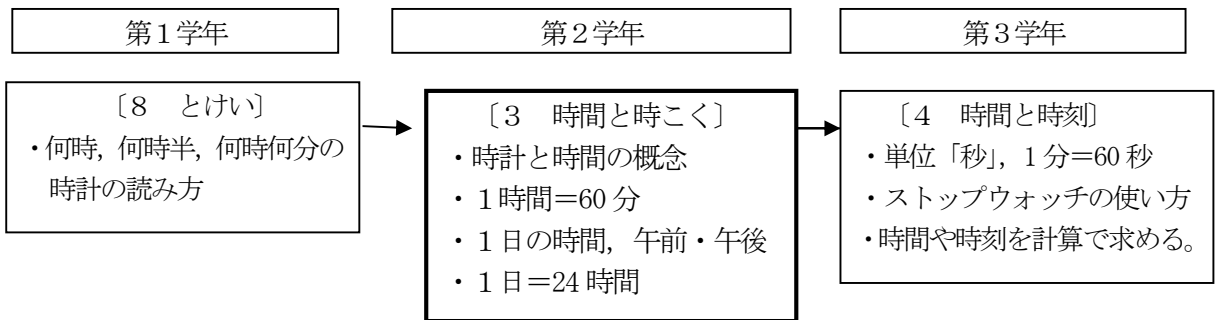 第1学年
第2学年
第3学年
〔8 とけい〕
・何時,何時半,何時何分の
時計の読み方
〔3 時間と時こく〕
・時計と時間の概念
・1時間=60分
・1日の時間,午前・午後
・1日=24時間
〔4 時間と時刻〕
・単位「秒」,1分=60秒
・ストップウォッチの使い方
・時間や時刻を計算で求める。